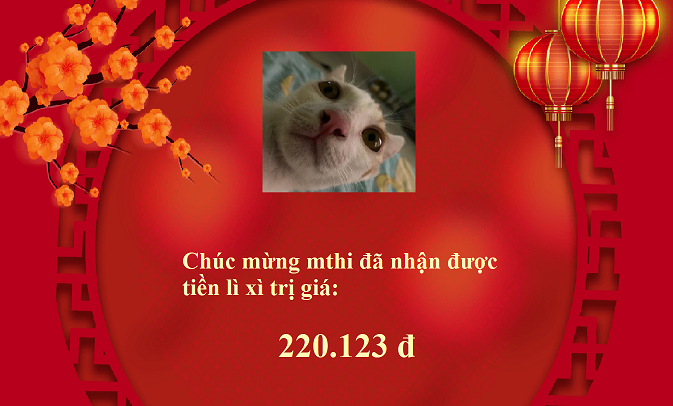 Chúc mừng mthi đã nhận được
tiền lì xì trị giá:
220.123 đ